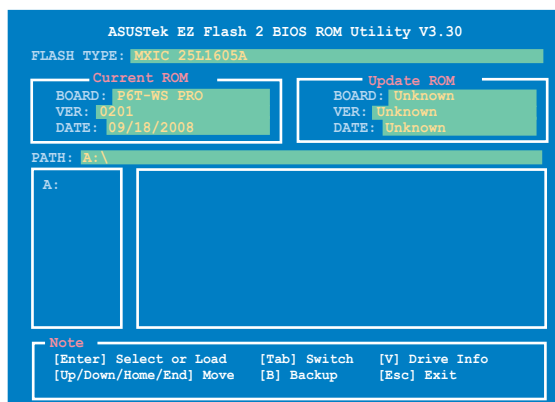 ASUSTek EZ Flash 2 BIOS ROM Utility V3.30
FLASH TYPE: MXIC 25L1605A
Current ROM
BOARD: P6T-WS PRO
VER: 0201
DATE: 09/18/2008
Update ROM
BOARD: Unknown
VER: Unknown
DATE: Unknown
PATH: A:\
A:
Note
[Enter] Select or Load [Tab] Switch [V] Drive Info
[Up/Down/Home/End] Move [B] Backup [Esc] Exit